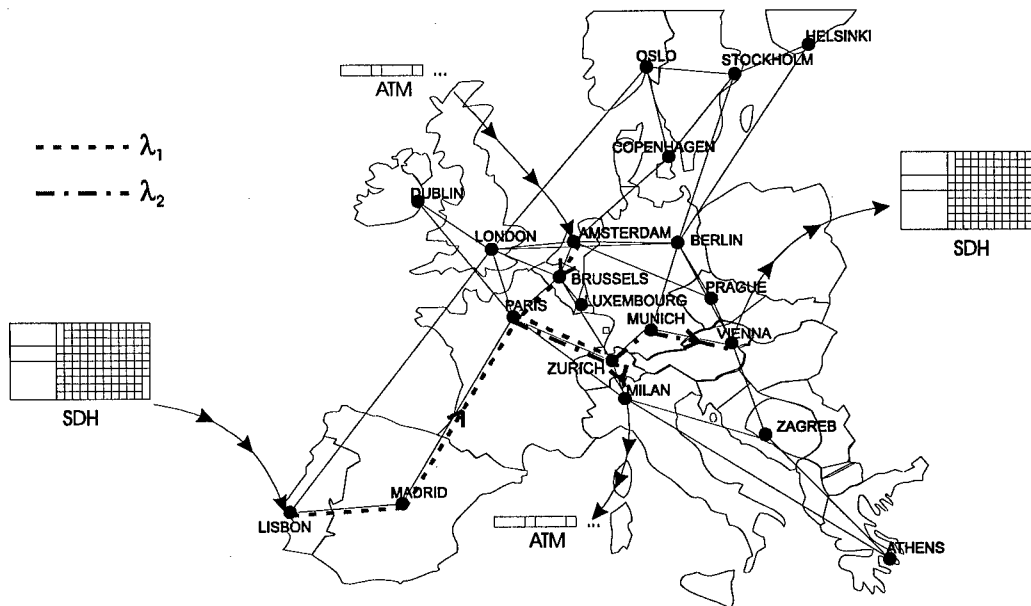 HELSINKI
OSLO
STOCKHOLM
ATM
...
λ1
COPENHAGEN
λ2
DUBLIN
LONDON
AMSTERDAM
BERLIN
SDH
BRUSSELS
PRAGUE
LUXEMBOURG
PARIS
MUNICH
VIENNA
ZURICH
MILAN
SDH
ZAGREB
MADRID
LISBON
...
ATM
ATHENS